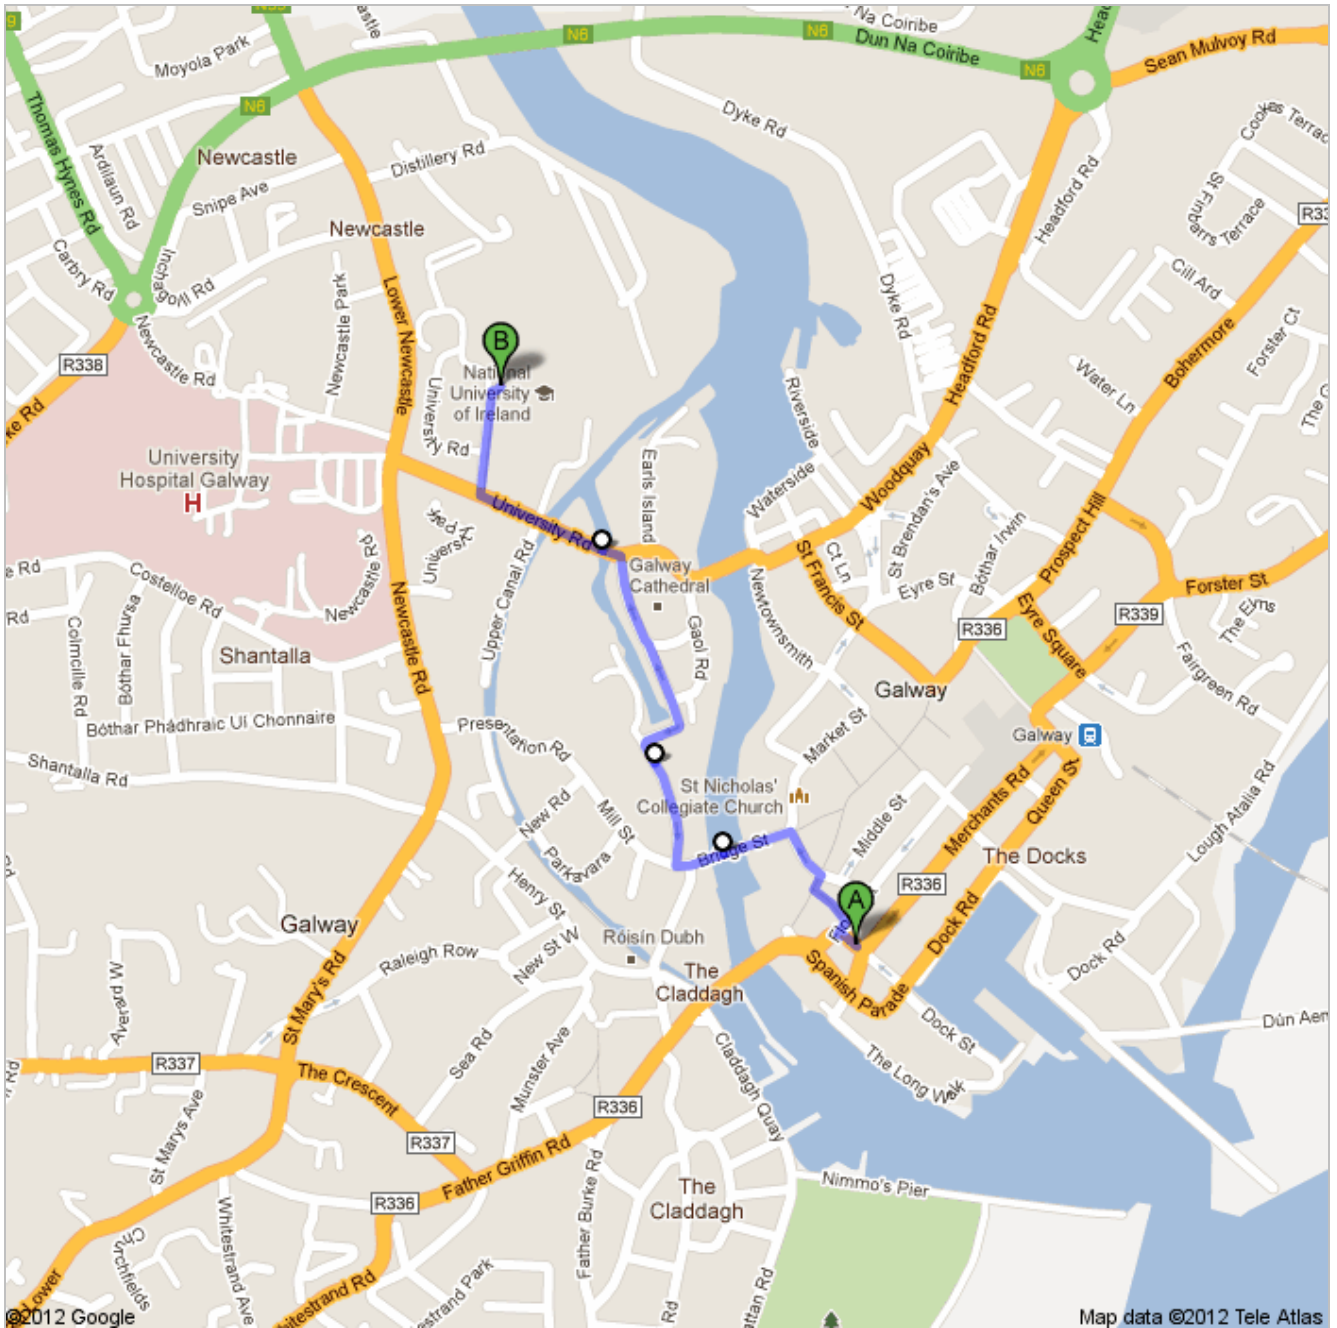 N59
N6
N6
N6
N6
Na Coiribe
Dun Na Coiribe
Sean Mulvoy Rd
Moyola Park
Thomas Hynes Rd
Ardilaun Rd
Newcastle
Snipe Ave
Distillery Rd
Newcastle
Dyke Rd
Headford Rd
Cookes Terrace
St Finbarrs Terrace
Carbry Rd
Inchagoill Rd
Newcastle Park
Lower Newcastle
Dyke Rd
Cill Ard
Headford Rd
Bohermore
Forster Ct
R338
Newcastle Rd
B
National
University
of Ireland
University Rd
Riverside
Water Ln
University
Hospital Galway
H
Earls Island
Waterside
Woodquay
St Brendan's Ave
Bóthar Irwin
Prospect Hill
University Rd
Upper Canal Rd
Galway
Cathedral
Ct Ln
St Francis St
Eyre St
Forster St
Costelloe Rd
Newcastle Rd
Newcastle Rd
Colmcille Rd
Bóthar Fhursa
Shantalla
Gaol Rd
Newtownsmith
R336
Eyre Square
R339
The Elms
Fairgreen Rd
Bóthar Phádhraic Uí Chonnaire
Presentation Rd
Galway
Market St
Galway
Shantalla Rd
St Nicholas'
Collegiate Church
New Rd
Mill St
Parkavara
Bridge St
Middle St
Merchants Rd
Queen St
Lough Atalia Rd
The Docks
Henry St
A
R336
Galway
Róisín Dubh
Raleigh Row
New St W
The
Claddagh
Spanish Parade
Dock Rd
Dock Rd
St Mary's Rd
Averard W
Sea Rd
Munster Ave
Claddagh Quay
Dock St
The Long Walk
R337
The Crescent
R336
St Marys Ave
R337
Father Griffin Rd
Father Burke Rd
The
Claddagh
Nimmo's Pier
R336
Whitestrand Ave
Churchfields
©2012 Google
Map data ©2012 Tele Atlas